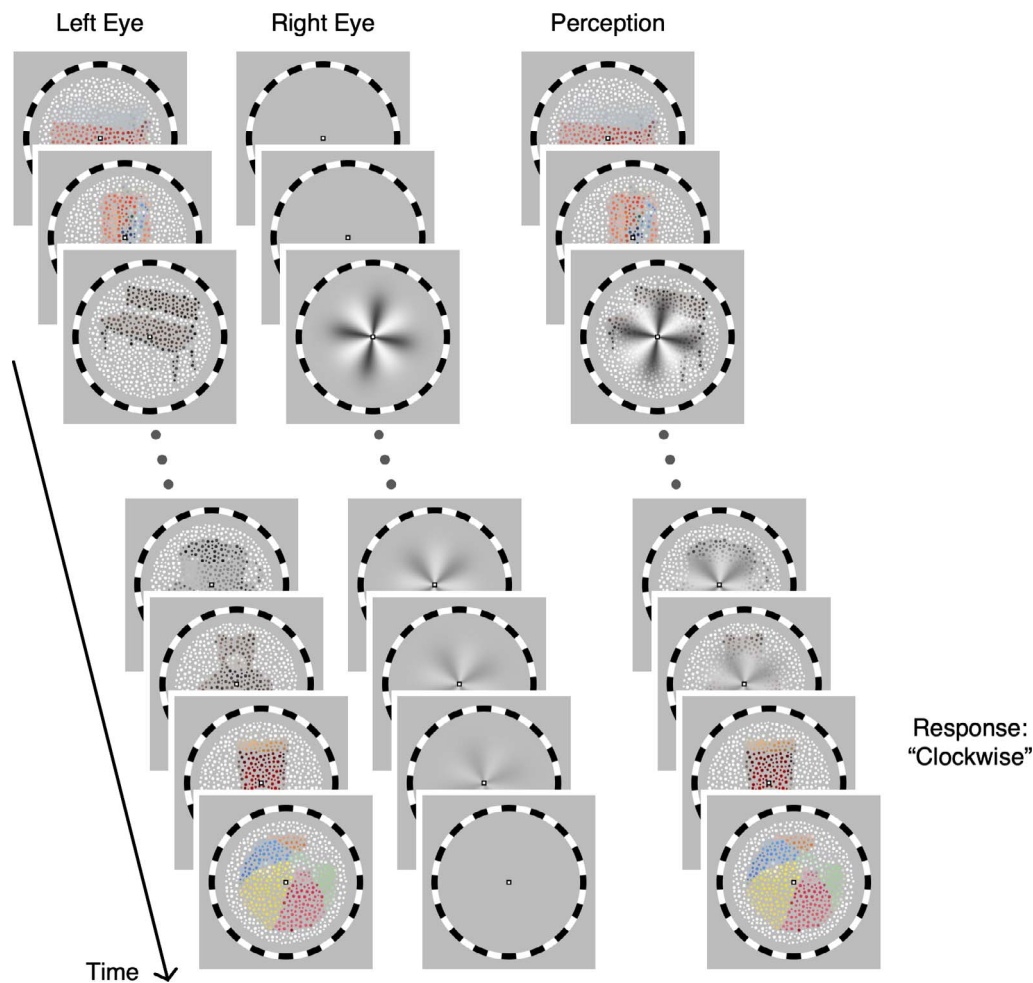 Left Eye
Right Eye
Perception
Response:
“Clockwise”
Time